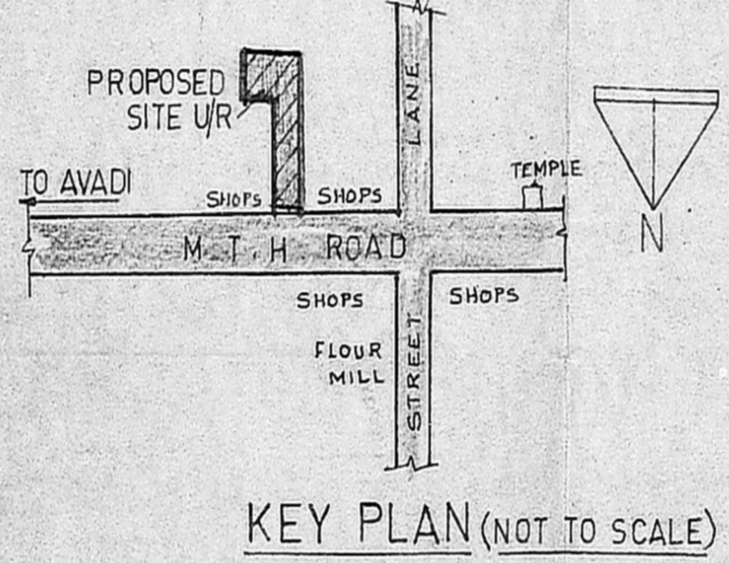 PROPOSED
SITE U/R
LANE
TO AVADI
SHOPS
SHOPS
TEMPLE
N
M.T.H ROAD
SHOPS
SHOPS
FLOUR
MILL
STREET
KEY PLAN (NOT TO SCALE)